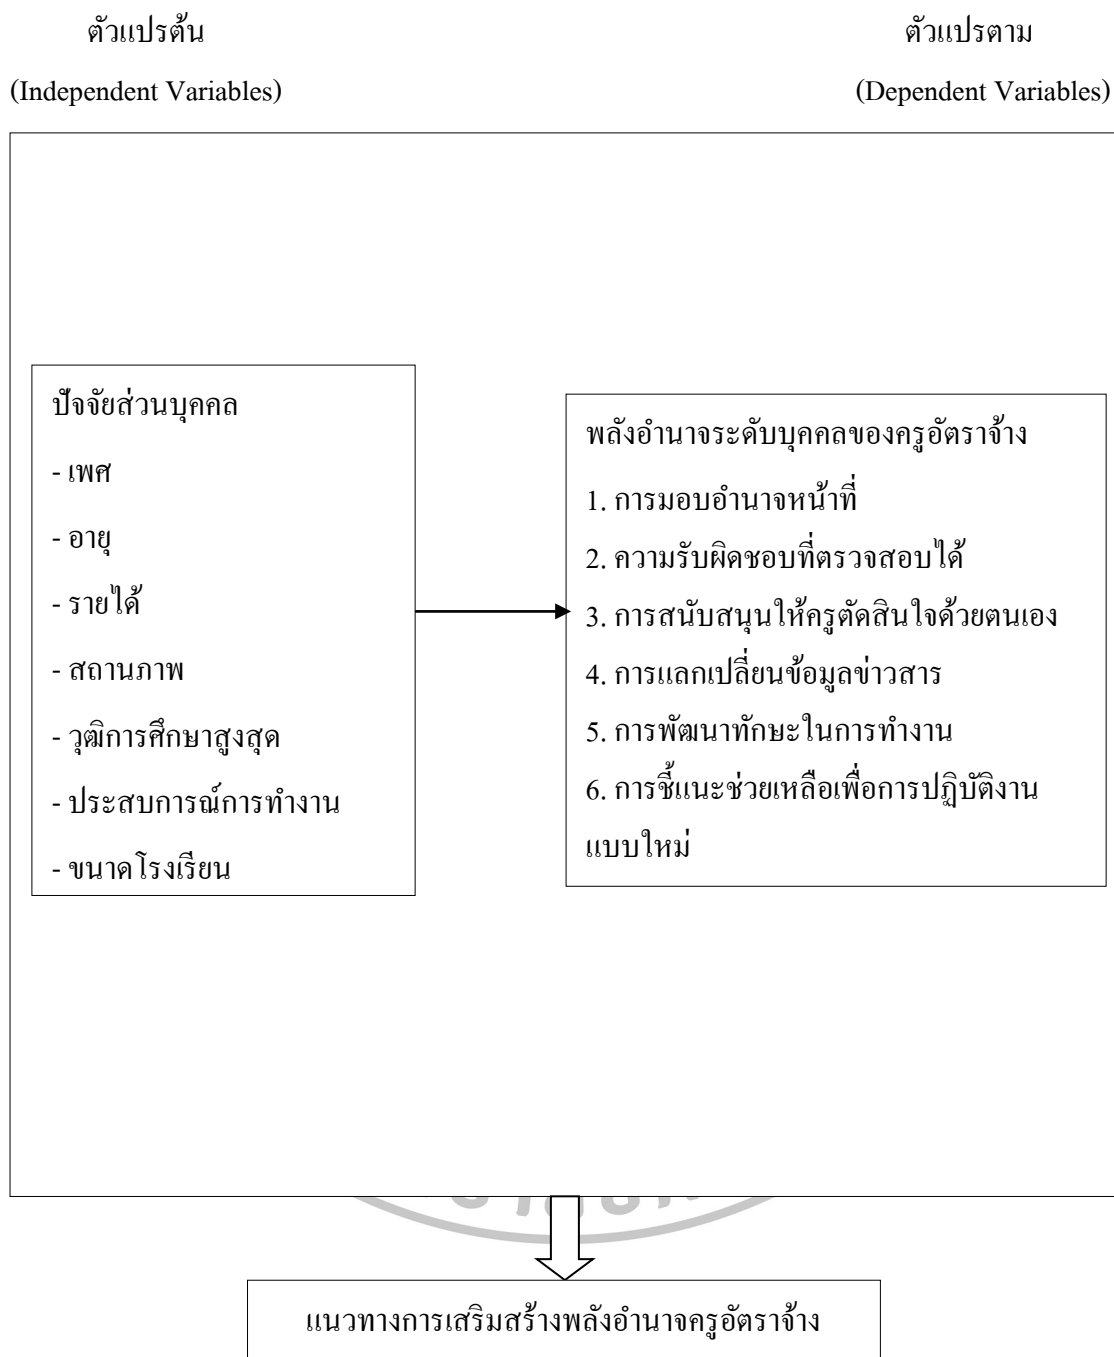 ตัวแปรต้น
(Independent Variables)
ตัวแปรตาม
(Dependent Variables)
ปัจจัยส่วนบุคคล
- เพศ
- อายุ
- รายได้
- สถานภาพ
- วุฒิการศึกษาสูงสุด
- ประสบการณ์การทำงาน
- ขนาดโรงเรียน
พลังอำนาจระดับบุคคลของครูอัตราจ้าง
1. การมอบอำนาจหน้าที่
2. ความรับผิดชอบที่ตรวจสอบได้
3. การสนับสนุนให้ครูตัดสินใจด้วยตนเอง
4. การแลกเปลี่ยนข้อมูลข่าวสาร
5. การพัฒนาทักษะในการทำงาน
6. การชี้แนะช่วยเหลือเพื่อการปฏิบัติงาน
แบบใหม่
แนวทางการเสริมสร้างพลังอำนาจครูอัตราจ้าง